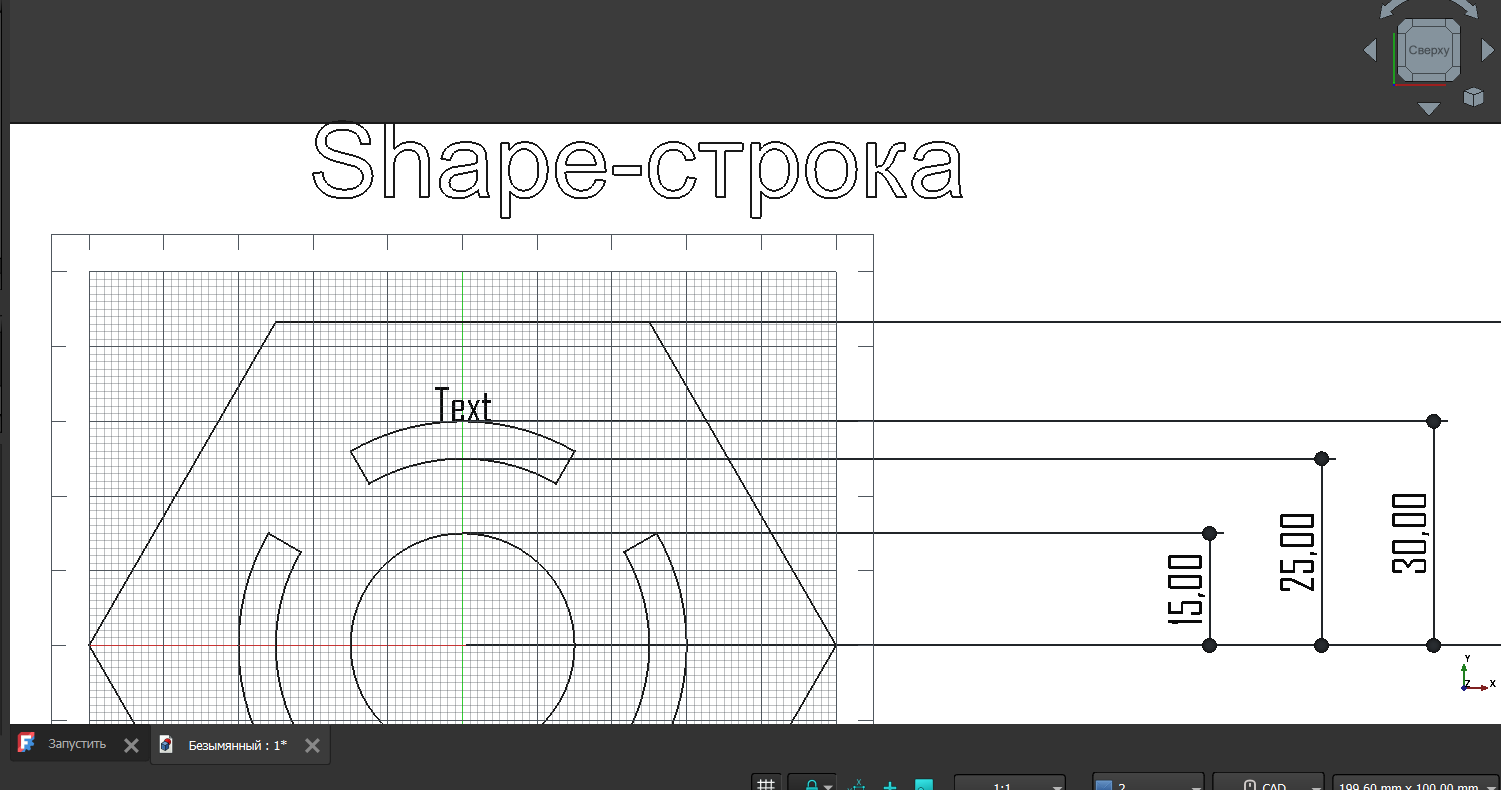 Сверху
Shape-строка
Text
15,00
25,00
30,00
Y
Z
X
Запустить
Безымянный : 1*
X
1:1
2
CAD
199.60 mm x 100.00 mm